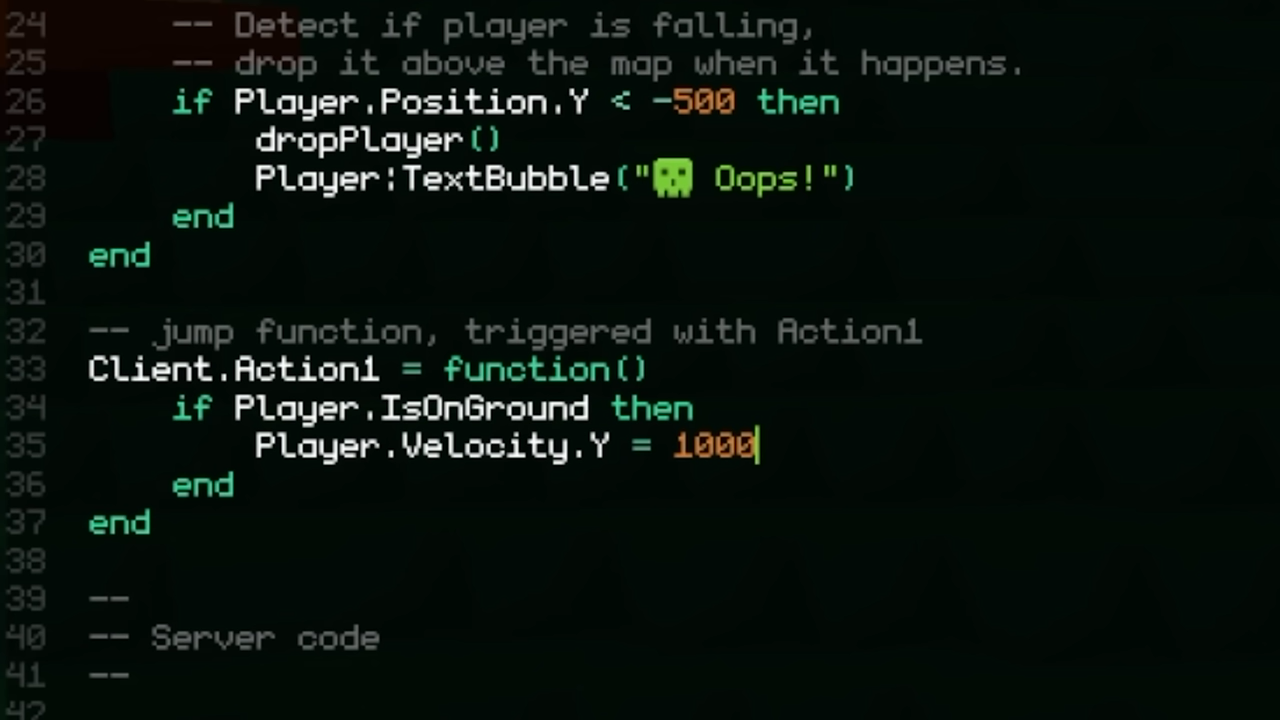 24 -- Detect if player is falling,
25 -- drop it above the map when it happens.
26 if Player.Position.Y < -500 then
27 dropPlayer()
28 Player:TextBubble("💀 Oops!")
29 end
30 end
31
32 -- jump function, triggered with Action1
33 Client.Action1 = function()
34 if Player.IsOnGround then
35 Player.Velocity.Y = 1000
36 end
37 end
38
39 --
40 -- Server code
41 --
42